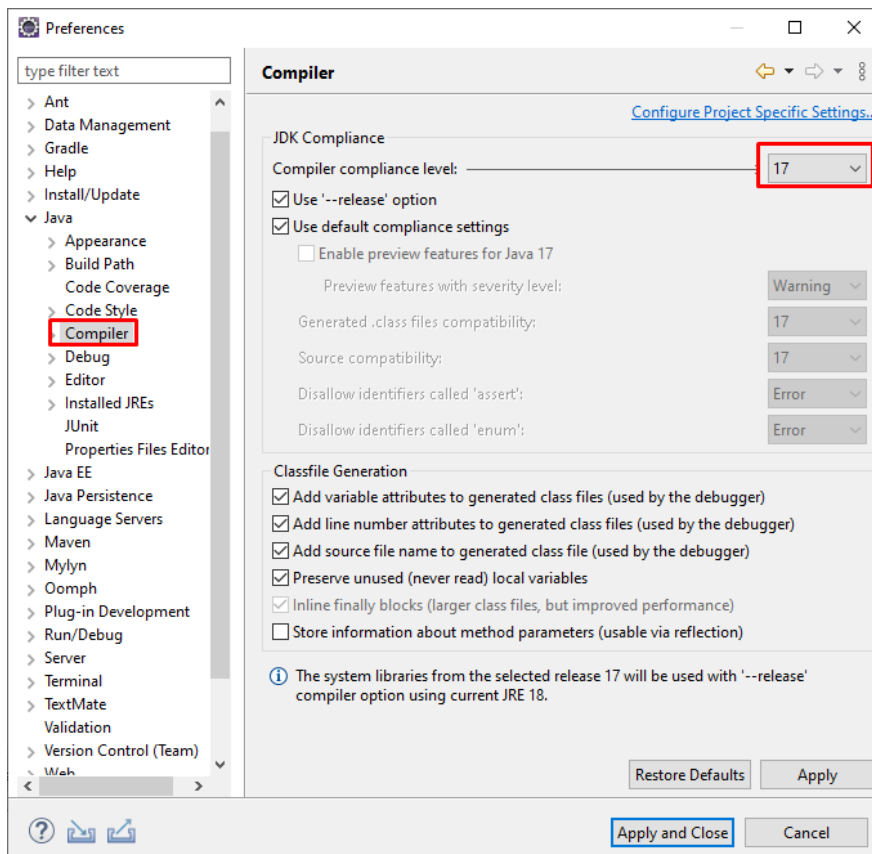 Preferences
type filter text
Ant
Data Management
Gradle
Help
Install/Update
Java
Appearance
Build Path
Code Coverage
Code Style
Compiler
Debug
Editor
Installed JREs
JUnit
Properties Files Editor
Java EE
Java Persistence
Language Servers
Maven
Mylyn
Oomph
Plug-in Development
Run/Debug
Server
Terminal
TextMate
Validation
Version Control (Team)
Web
Compiler
Configure Project Specific Settings..
JDK Compliance
Compiler compliance level: 17
Use '--release' option
Use default compliance settings
Enable preview features for Java 17
Preview features with severity level: Warning
Generated .class files compatibility: 17
Source compatibility: 17
Disallow identifiers called 'assert': Error
Disallow identifiers called 'enum': Error
Classfile Generation
Add variable attributes to generated class files (used by the debugger)
Add line number attributes to generated class files (used by the debugger)
Add source file name to generated class file (used by the debugger)
Preserve unused (never read) local variables
Inline finally blocks (larger class files, but improved performance)
Store information about method parameters (usable via reflection)
The system libraries from the selected release 17 will be used with '--release'
compiler option using current JRE 18.
Restore Defaults Apply
Apply and Close Cancel